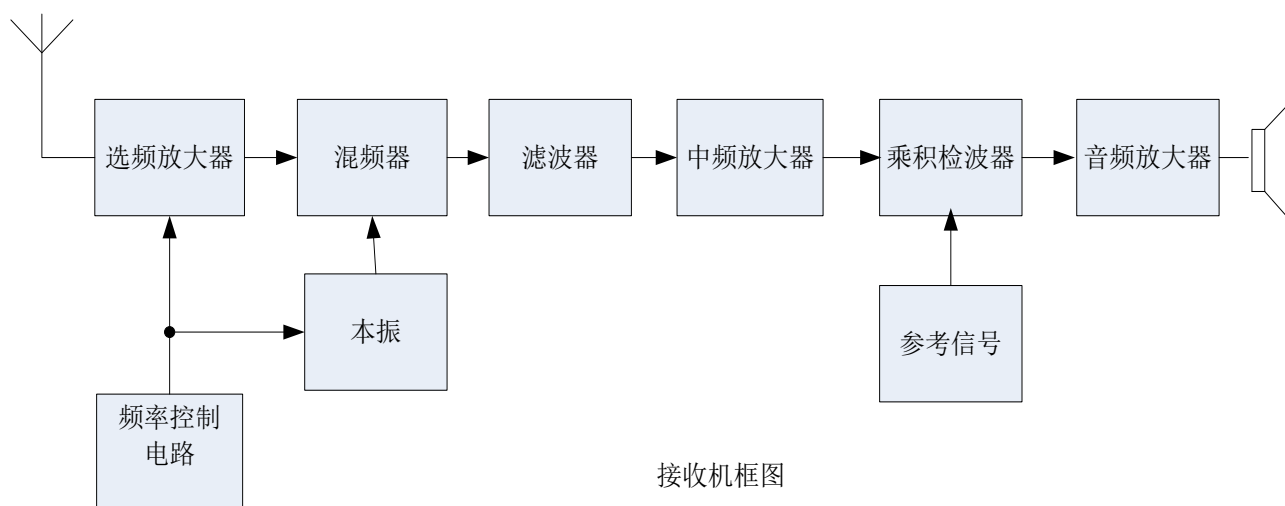 选频放大器
混频器
滤波器
中频放大器
乘积检波器
音频放大器
本振
参考信号
频率控制
电路
接收机框图